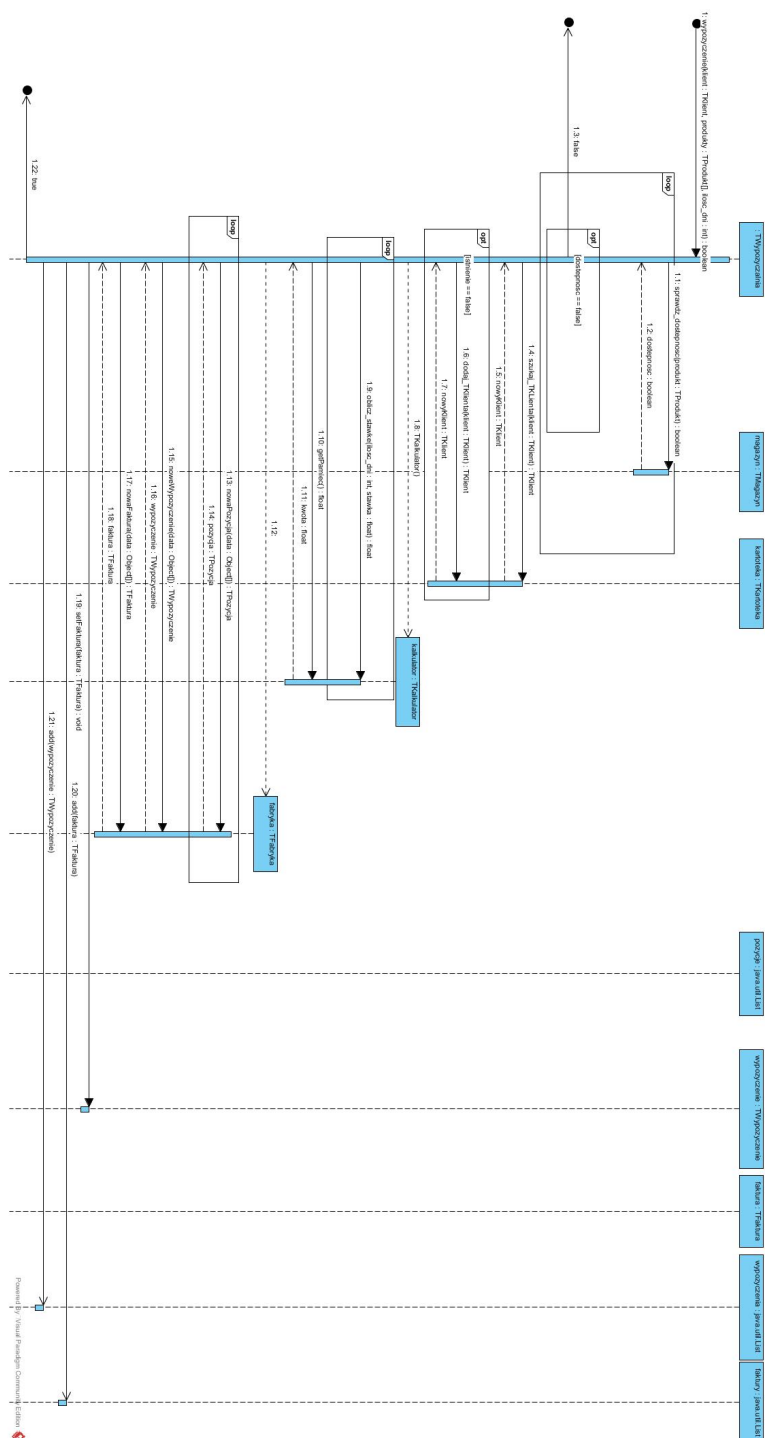 : TWypozyczalnia
magazyn : TMagazyn
kartoteka : TKartoteka
pozycje : java.util.List
wypozyczenie : TWypozyczenie
faktura : TFaktura
wypozyczenia : java.util.List
faktury : java.util.List
1: wypozyczenie(klient : TKlient, produkty : TProdukt[], ilosc_dni : int) : boolean
loop
1.1: sprawdz_dostepnosc(produkt : TProdukt) : boolean
1.2: dostepnosc : boolean
opt
[dostepnosc == false]
1.3: false
1.4: szukaj_TKLienta(klient : TKlient) : TKlient
1.5: nowyKlient : TKlient
opt
[istnienie == false]
1.6: dodaj_TKlienta(klient : TKlient) : TKlient
1.7: nowyKlient : TKlient
1.8: TKalkulator()
kalkulator : TKalkulator
loop
1.9: oblicz_stawke(ilosc_dni : int, stawka : float) : float
1.10: getPamiec() : float
1.11: kwota : float
1.12:
fabryka : TFabryka
loop
1.13: nowaPozycja(data : Object[]) : TPozycja
1.14: pozycja : TPozycja
1.15: noweWypozyczenie(data : Object[]) : TWypozyczenie
1.16: wypozyczenie : TWypozyczenie
1.17: nowaFaktura(data : Object[]) : TFaktura
1.18: faktura : TFaktura
1.19: setFaktura(faktura : TFaktura) : void
1.20: add(faktura : TFaktura)
1.21: add(wypozyczenie : TWypozyczenie)
1.22: true
Powered By Visual Paradigm Community Edition